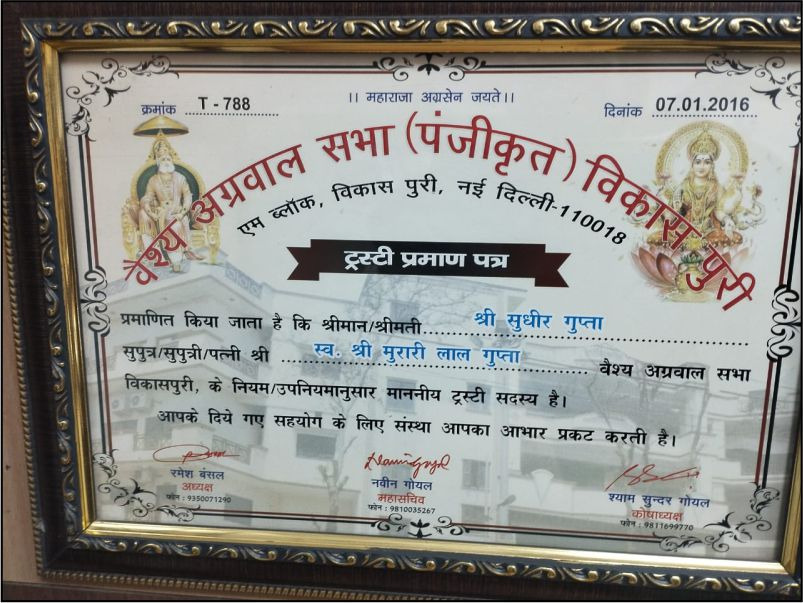 क्रमांक T - 788
।। महाराजा अग्रसेन जयते।।
दिनांक 07.01.2016
वैश्य अग्रवाल सभा (पंजीकृत) विकास पुरी
एम ब्लॉक, विकास पुरी, नई दिल्ली-110018
ट्रस्टी प्रमाण पत्र
प्रमाणित किया जाता है कि श्रीमान/श्रीमती श्री सुधीर गुप्ता
सुपुत्र/सुपुत्री/पत्नी श्री स्व. श्री मुरारी लाल गुप्ता वैश्य अग्रवाल सभा
विकासपुरी, के नियम/उपनियमानुसार माननीय ट्रस्टी सदस्य है।
आपके दिये गए सहयोग के लिए संस्था आपका आभार प्रकट करती है।
रमेश बंसल
अध्यक्ष
फोन : 9350071290
नवीन गोयल
महासचिव
फोन : 9810035267
श्याम सुन्दर गोयल
कोषाध्यक्ष
फोन : 9811699770